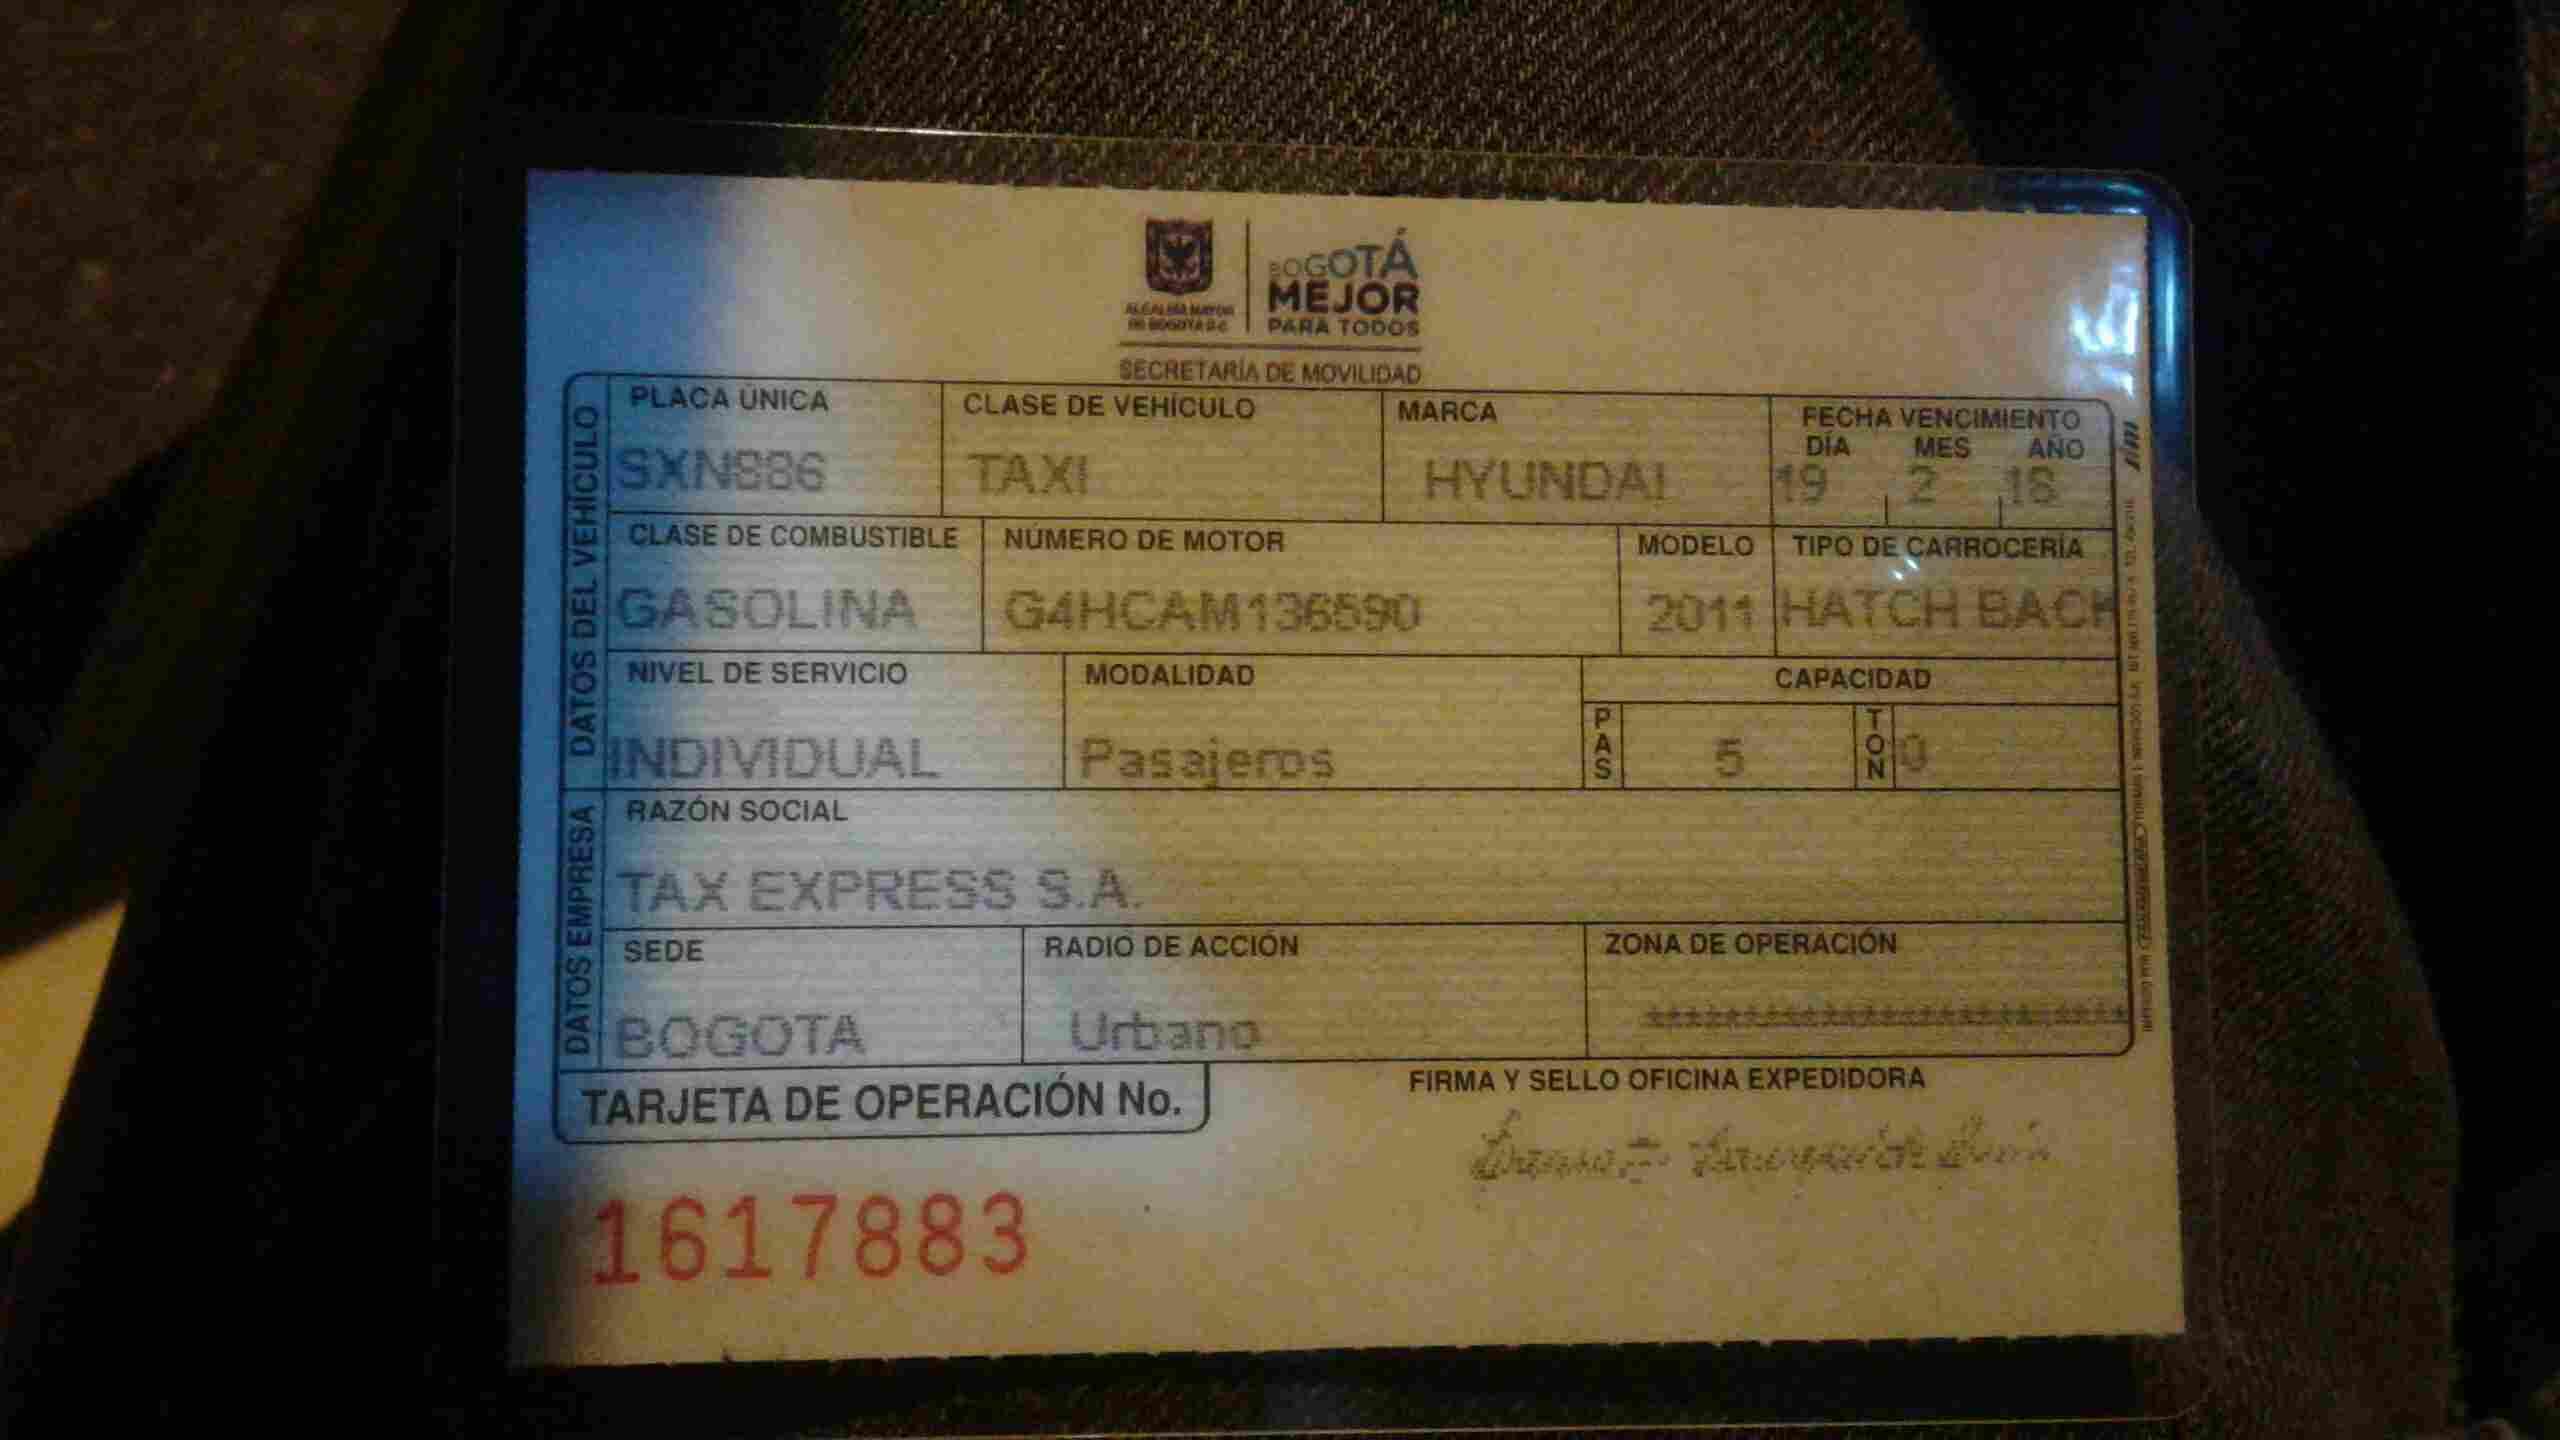 ALCALDÍA MAYOR
DE BOGOTÁ D.C.
BOGOTÁ
MEJOR
PARA TODOS
SECRETARÍA DE MOVILIDAD
DATOS DEL VEHÍCULO
PLACA ÚNICA CLASE DE VEHÍCULO MARCA FECHA VENCIMIENTO
DÍA MES AÑO
SXN886 TAXI HYUNDAI 19 2 18
CLASE DE COMBUSTIBLE NÚMERO DE MOTOR MODELO TIPO DE CARROCERÍA
GASOLINA G4HCAM136590 2011 HATCH BACK
NIVEL DE SERVICIO MODALIDAD CAPACIDAD
INDIVIDUAL Pasajeros PAS 5 TON 0
DATOS EMPRESA
RAZÓN SOCIAL
TAX EXPRESS S.A.
SEDE RADIO DE ACCIÓN ZONA DE OPERACIÓN
BOGOTA Urbano
TARJETA DE OPERACIÓN No. FIRMA Y SELLO OFICINA EXPEDIDORA
1617883